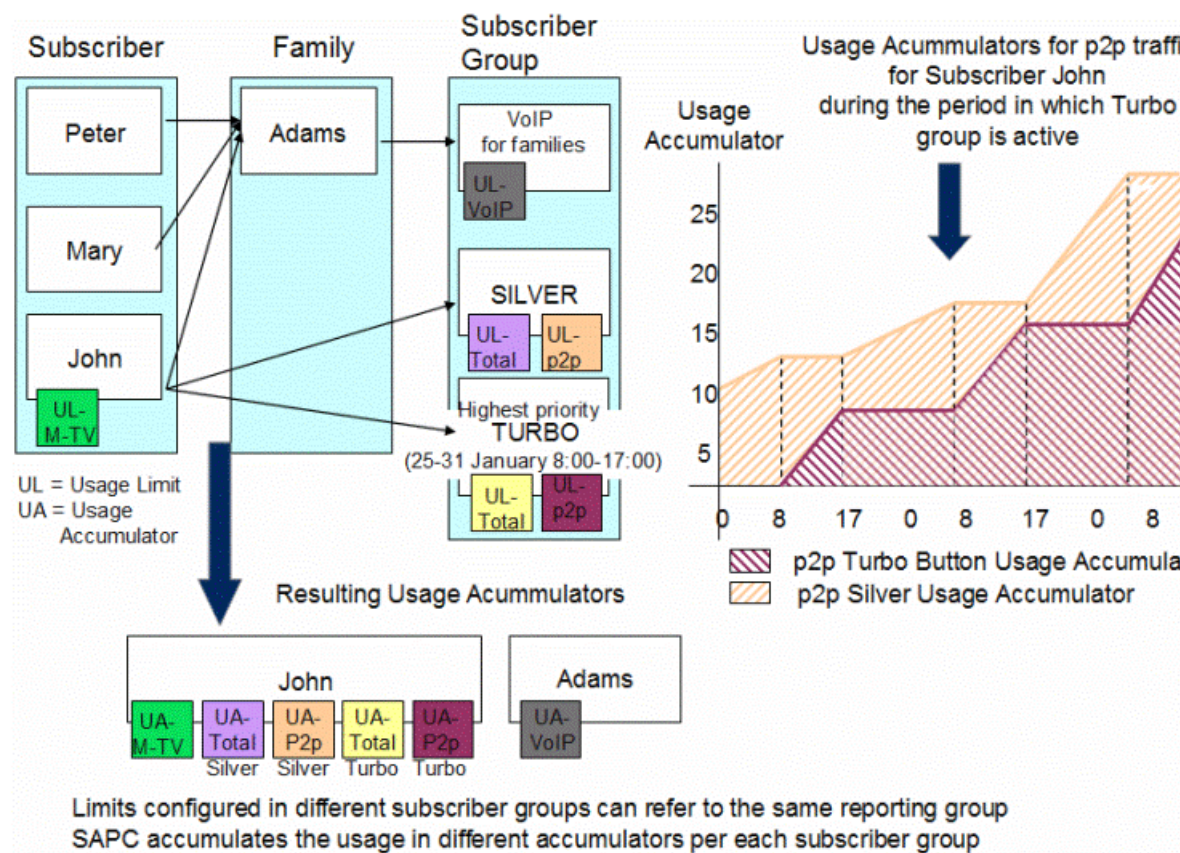 Subscriber
Family
Subscriber
Group
Peter
Mary
John
UL-
M-TV
Adams
VoIP
for families
UL-
VoIP
SILVER
UL-
Total
UL-
p2p
Highest priority
TURBO
(25-31 January 8:00-17:00)
UL-
Total
UL-
p2p
UL = Usage Limit
UA = Usage
Accumulator
Usage Acummulators for p2p traffi
for Subscriber John
during the period in which Turbo
group is active
Usage
Accumulator
25
20
15
10
5
0 8 17 0 8 17 0 8
p2p Turbo Button Usage Accumula
p2p Silver Usage Accumulator
Resulting Usage Acummulators
John
UA-
M-TV
UA-
Total
Silver
UA-
P2p
Silver
UA-
Total
Turbo
UA-
P2p
Turbo
Adams
UA-
VoIP
Limits configured in different subscriber groups can refer to the same reporting group
SAPC accumulates the usage in different accumulators per each subscriber group